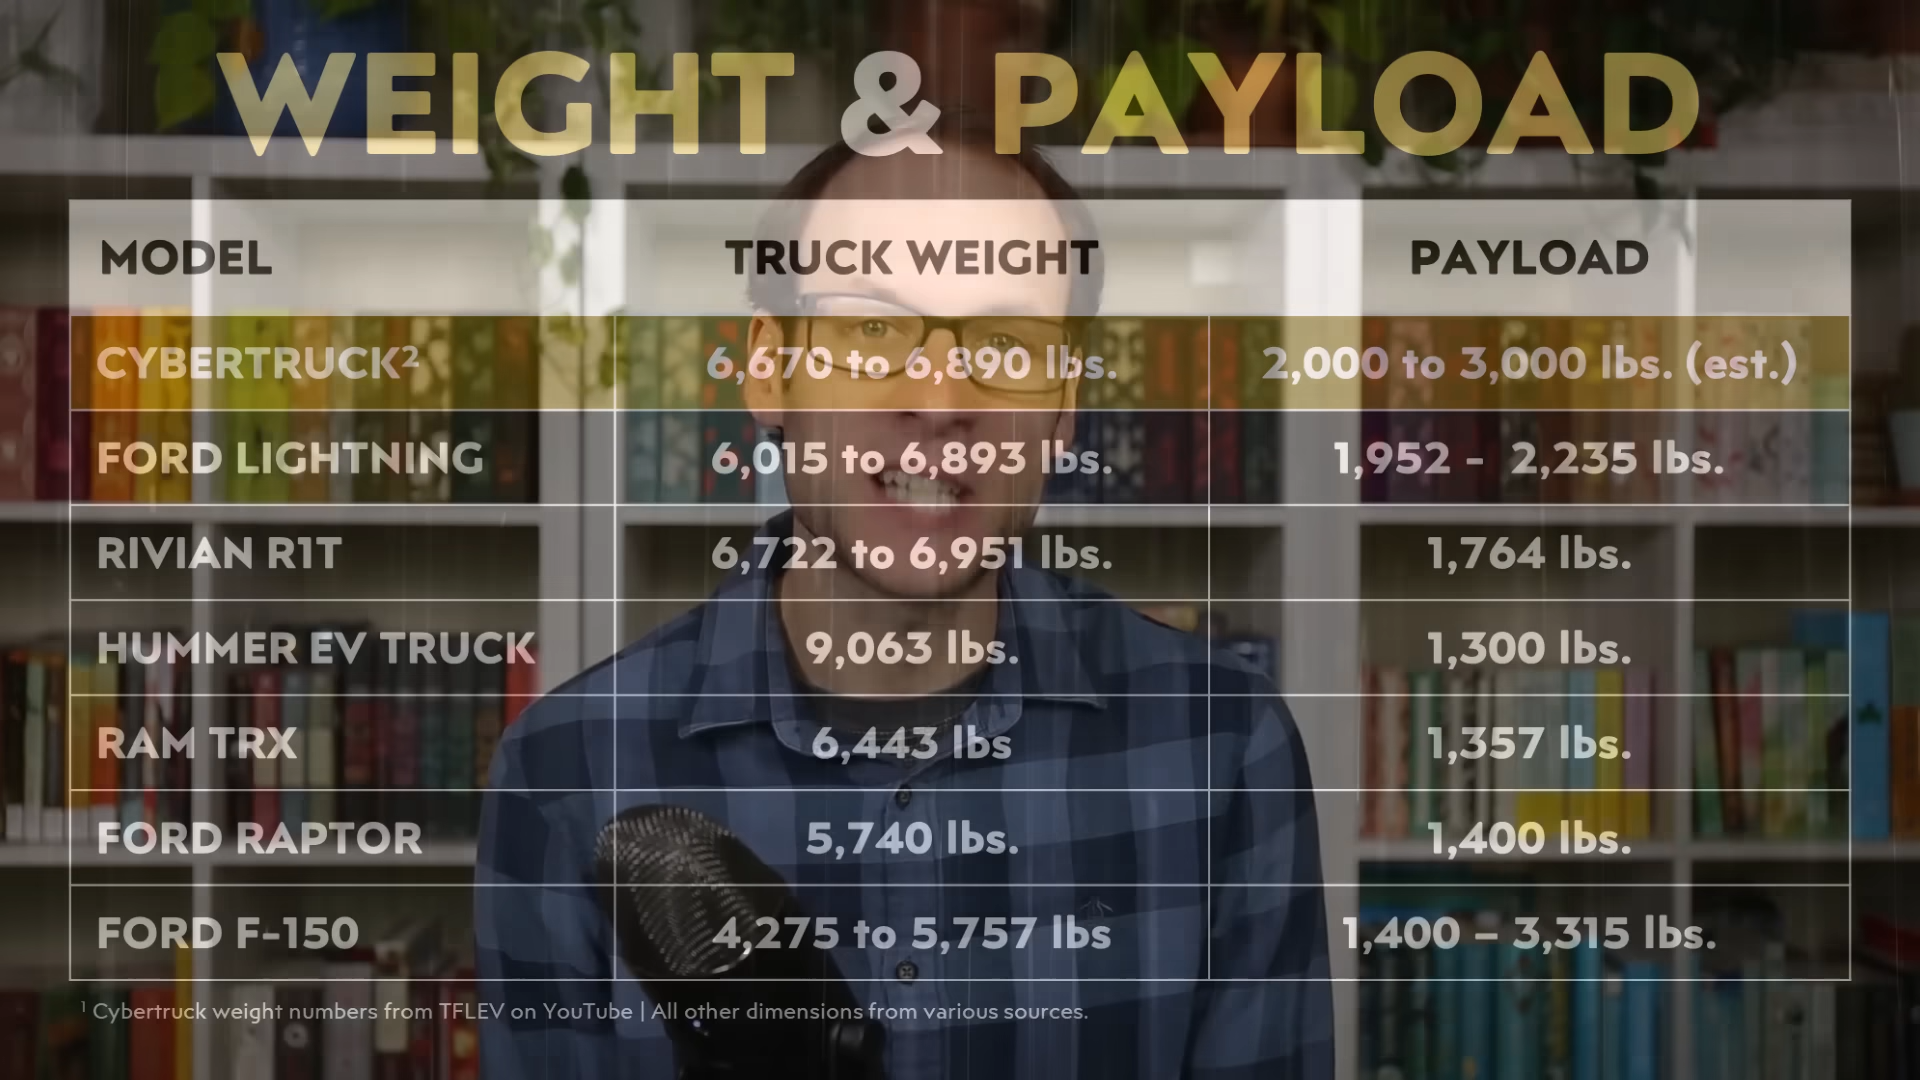 WEIGHT & PAYLOAD
MODEL TRUCK WEIGHT PAYLOAD
CYBERTRUCK² 6,670 to 6,890 lbs. 2,000 to 3,000 lbs. (est.)
FORD LIGHTNING 6,015 to 6,893 lbs. 1,952 - 2,235 lbs.
RIVIAN R1T 6,722 to 6,951 lbs. 1,764 lbs.
HUMMER EV TRUCK 9,063 lbs. 1,300 lbs.
RAM TRX 6,443 lbs 1,357 lbs.
FORD RAPTOR 5,740 lbs. 1,400 lbs.
FORD F-150 4,275 to 5,757 lbs 1,400 – 3,315 lbs.
¹ Cybertruck weight numbers from TFLEV on YouTube | All other dimensions from various sources.